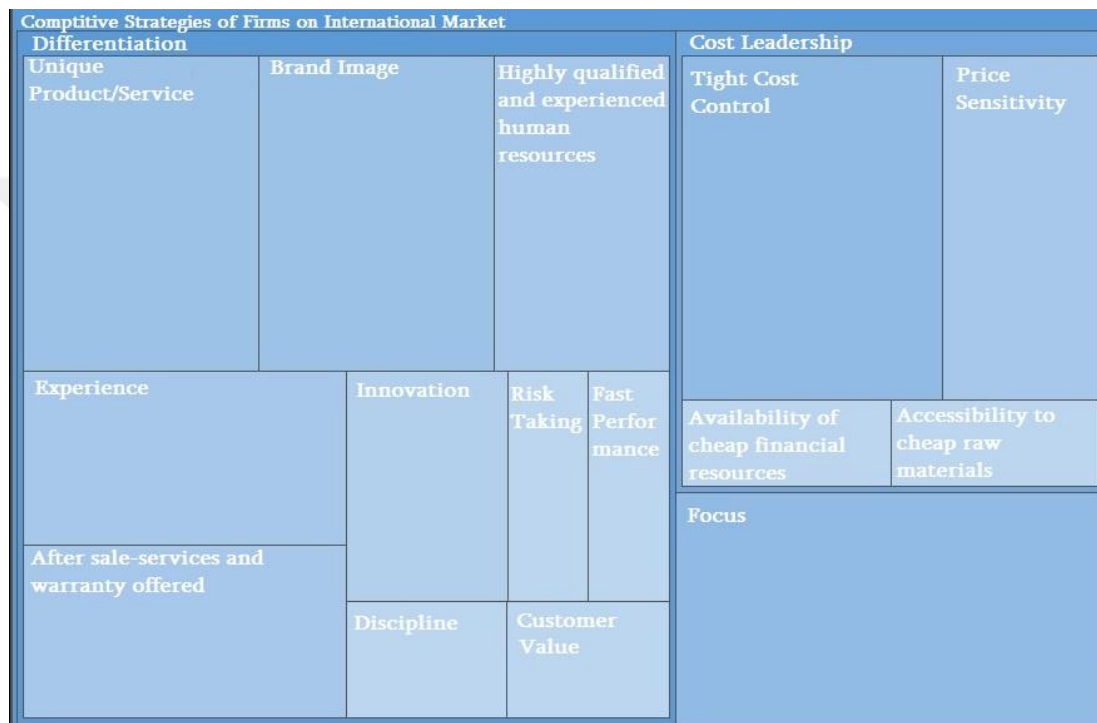 Comptitive Strategies of Firms on International Market
Differentiation
Unique
Product/Service
Brand Image
Highly qualified
and experienced
human
resources
Experience
Innovation
Risk
Taking
Fast
Perfor
mance
After sale-services and
warranty offered
Discipline
Customer
Value
Cost Leadership
Tight Cost
Control
Price
Sensitivity
Availability of
cheap financial
resources
Accessibility to
cheap raw
materials
Focus